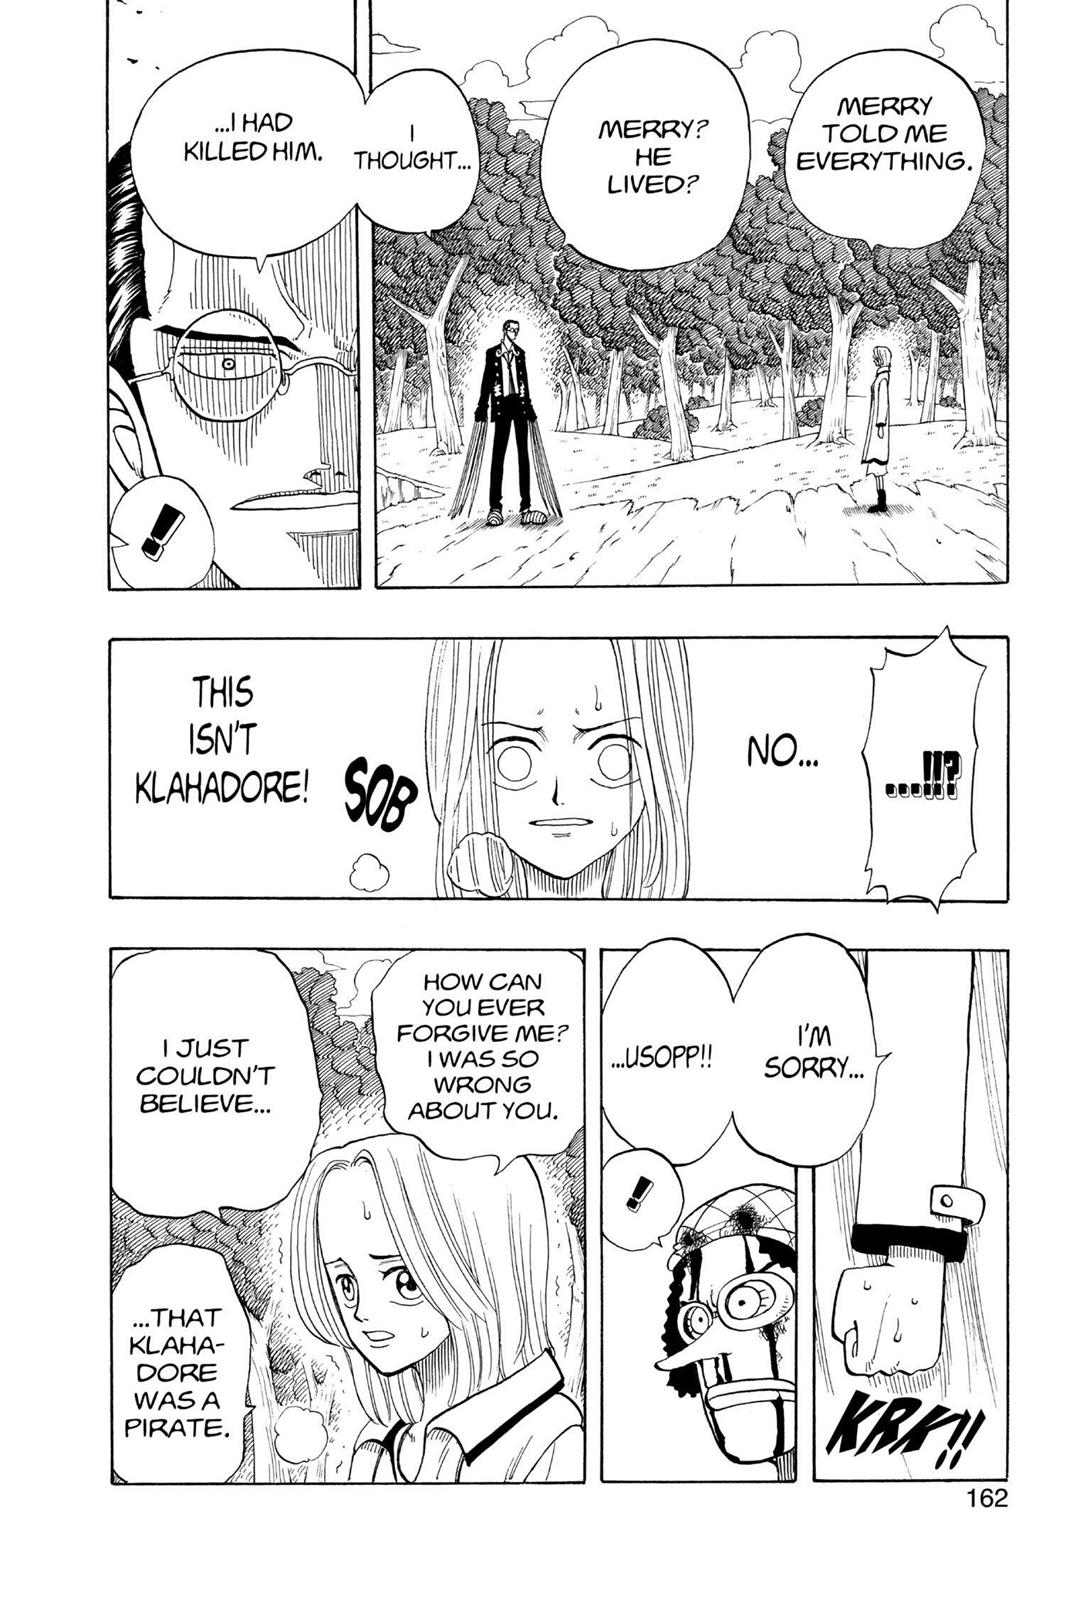 MERRY
TOLD ME
EVERYTHING.
MERRY?
HE
LIVED?
I
THOUGHT...
...I HAD
KILLED HIM.
!!
....!!?
NO...
SOB
THIS
ISN'T
KLAHADORE!
I'M
SORRY...
...USOPP!!
!
KRK!!
HOW CAN
YOU EVER
FORGIVE ME?
I WAS SO
WRONG
ABOUT YOU.
I JUST
COULDN'T
BELIEVE...
...THAT
KLAHA-
DORE
WAS A
PIRATE.
162